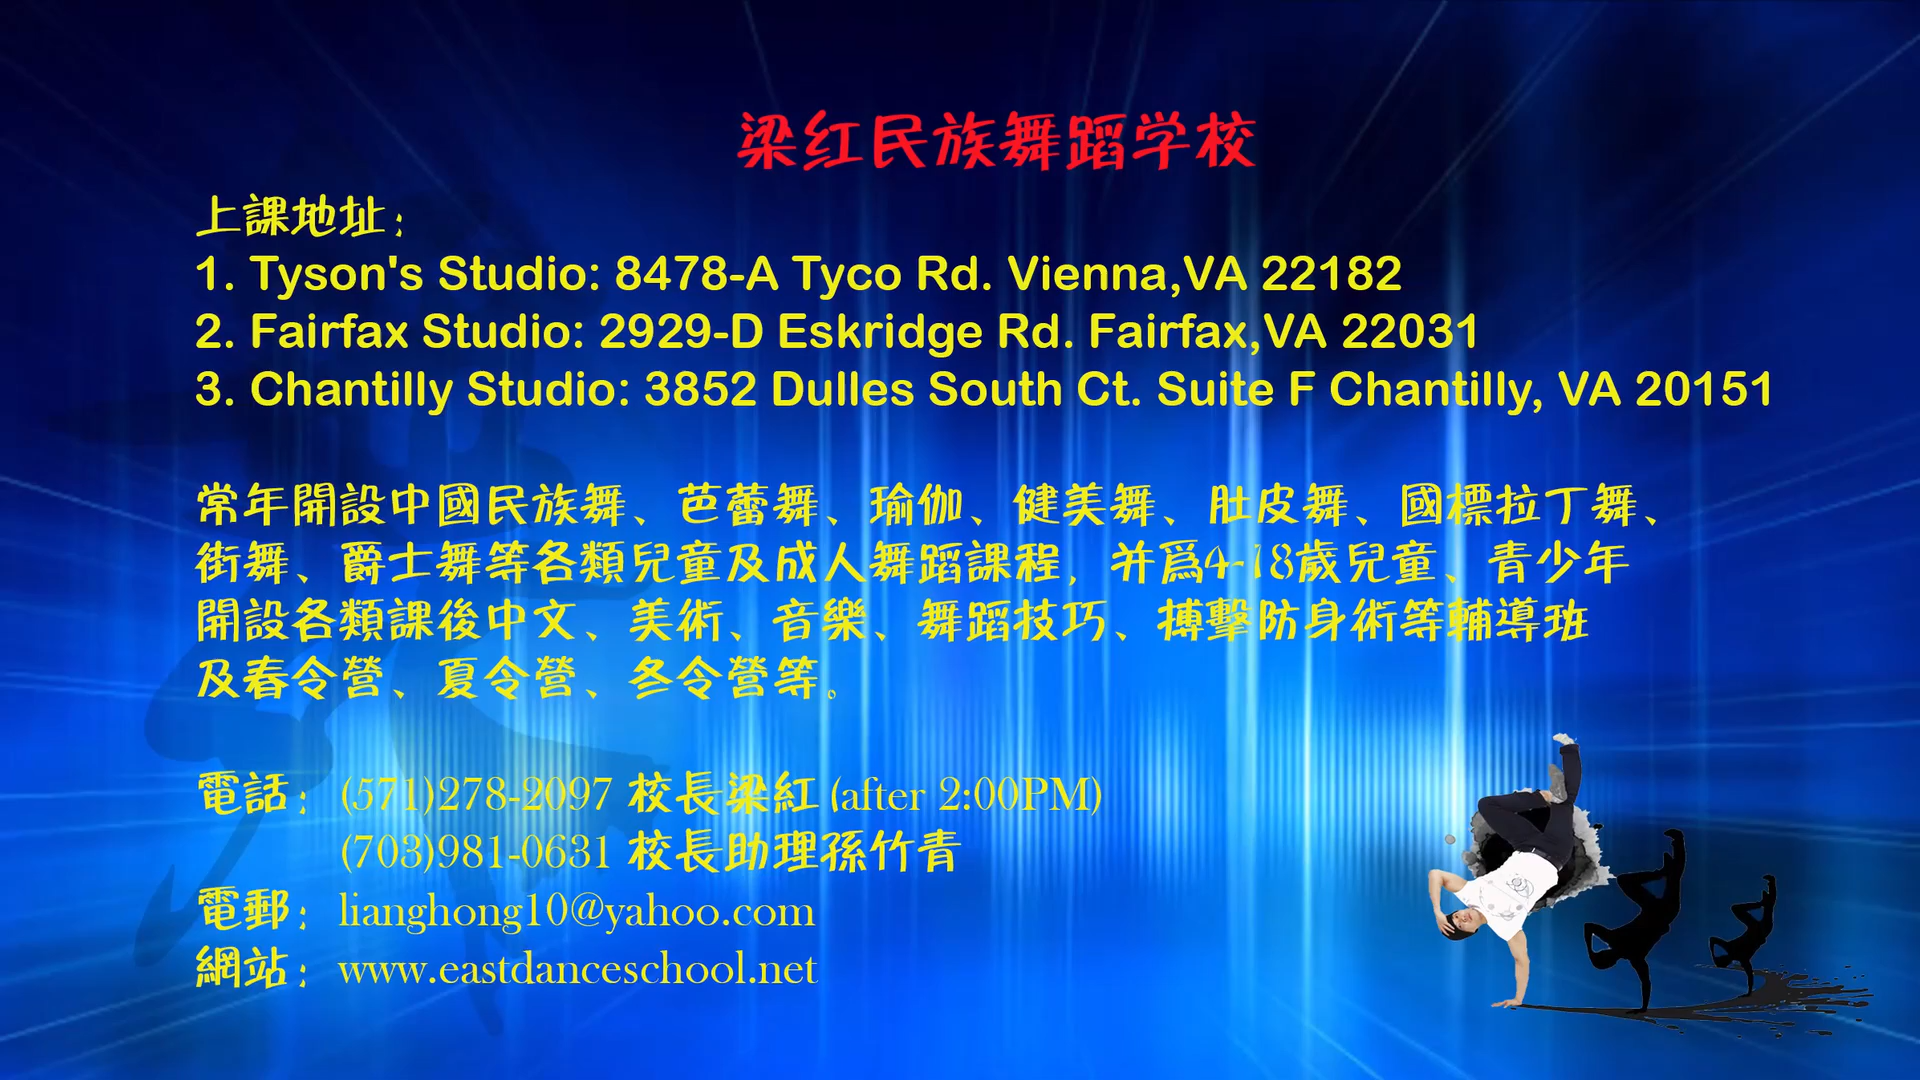 梁红民族舞蹈学校
上課地址：
1. Tyson's Studio: 8478-A Tyco Rd. Vienna,VA 22182
2. Fairfax Studio: 2929-D Eskridge Rd. Fairfax,VA 22031
3. Chantilly Studio: 3852 Dulles South Ct. Suite F Chantilly, VA 20151
常年開設中國民族舞、芭蕾舞、瑜伽、健美舞、肚皮舞、國標拉丁舞、
街舞、爵士舞等各類兒童及成人舞蹈課程，并爲4-18歲兒童、青少年
開設各類課後中文、美術、音樂、舞蹈技巧、搏擊防身術等輔導班
及春令營、夏令營、冬令營等。
電話：(571)278-2097 校長梁紅 (after 2:00PM)
(703)981-0631 校長助理孫竹青
電郵：lianghong10@yahoo.com
網站：www.eastdanceschool.net